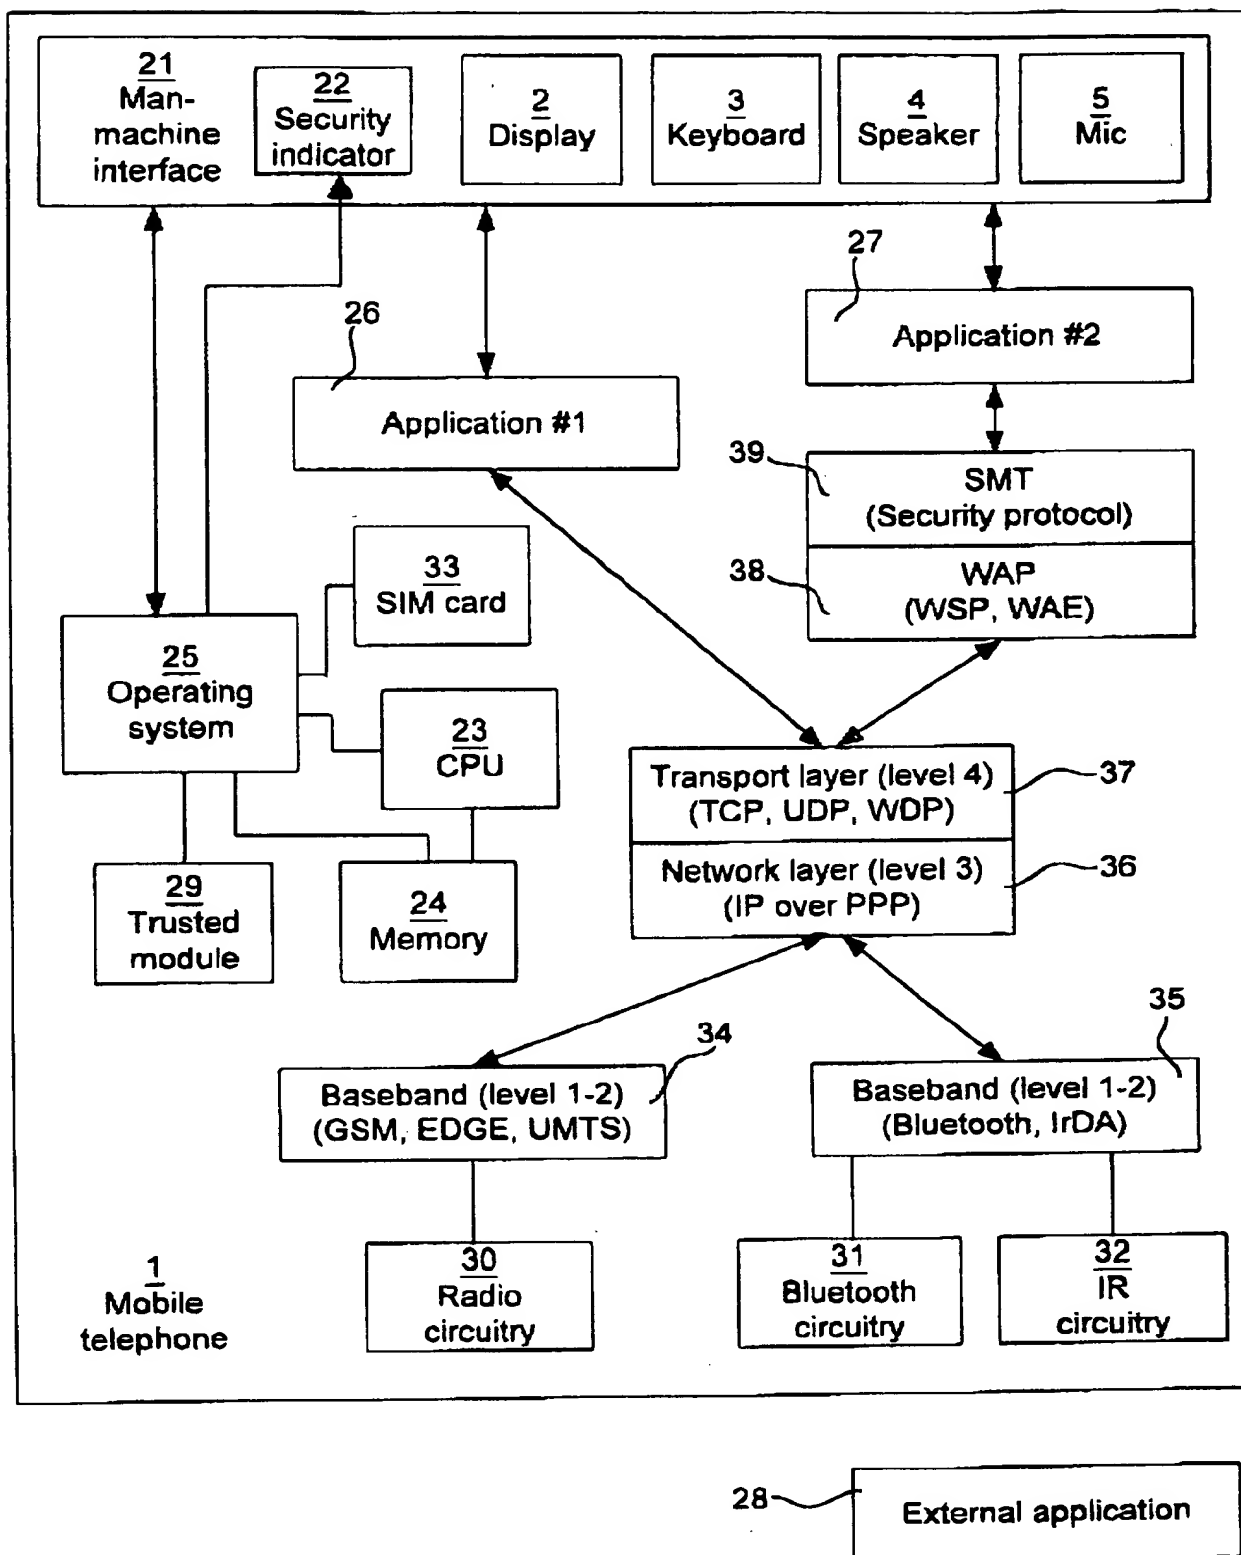 21
Man-
machine
interface
22
Security
indicator
2
Display
3
Keyboard
4
Speaker
5
Mic
27
26
Application #2
Application #1
39
SMT
(Security protocol)
33
SIM card
38
WAP
(WSP, WAE)
25
Operating
system
23
CPU
Transport layer (level 4)
(TCP, UDP, WDP)
37
Network layer (level 3)
(IP over PPP)
36
29
Trusted
module
24
Memory
35
34
Baseband (level 1-2)
(GSM, EDGE, UMTS)
Baseband (level 1-2)
(Bluetooth, IrDA)
30
Radio
circuitry
31
Bluetooth
circuitry
32
IR
circuitry
1
Mobile
telephone
28
External application